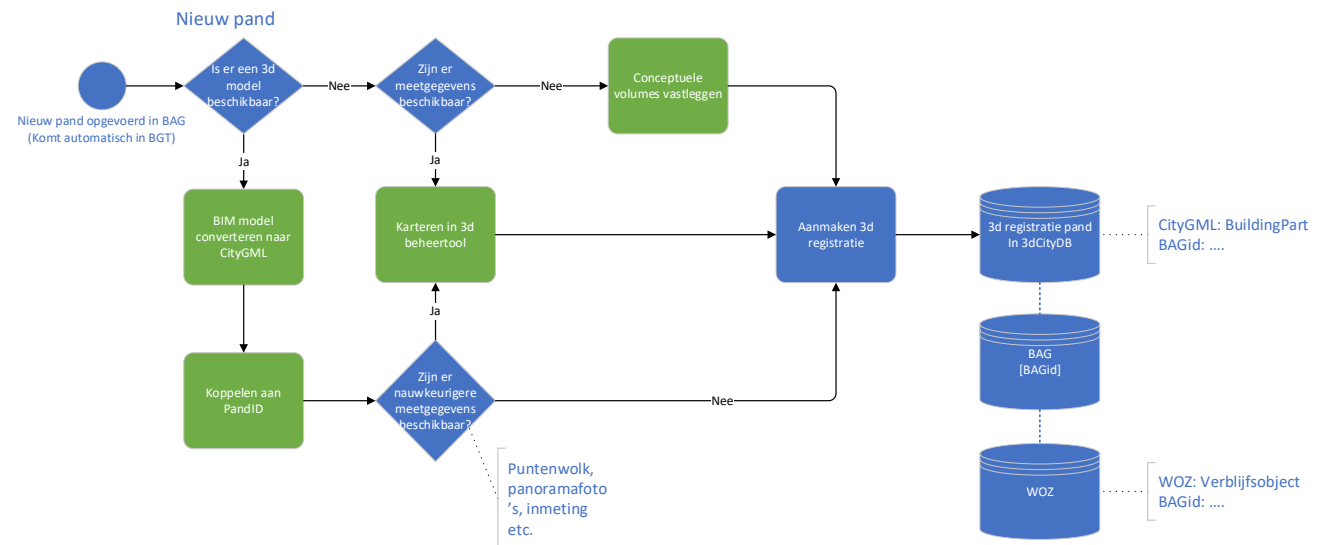 Nieuw pand
Is er een 3d
model
beschikbaar?
Nee
Zijn er
meetgegevens
beschikbaar?
Nee
Conceptuele
volumes vastleggen
Nieuw pand opgevoerd in BAG
(Komt automatisch in BGT)
Ja
Ja
BIM model
converteren naar
CityGML
Karteren in 3d
beheertool
Aanmaken 3d
registratie
3d registratie pand
In 3dCityDB
CityGML: BuildingPart
BAGid: ....
Ja
BAG
[BAGid]
Koppelen aan
PandID
Zijn er
nauwkeurigere
meetgegevens
beschikbaar?
Nee
Puntenwolk,
panoramafoto
's, inmeting
etc.
WOZ
WOZ: Verblijfsobject
BAGid: ....